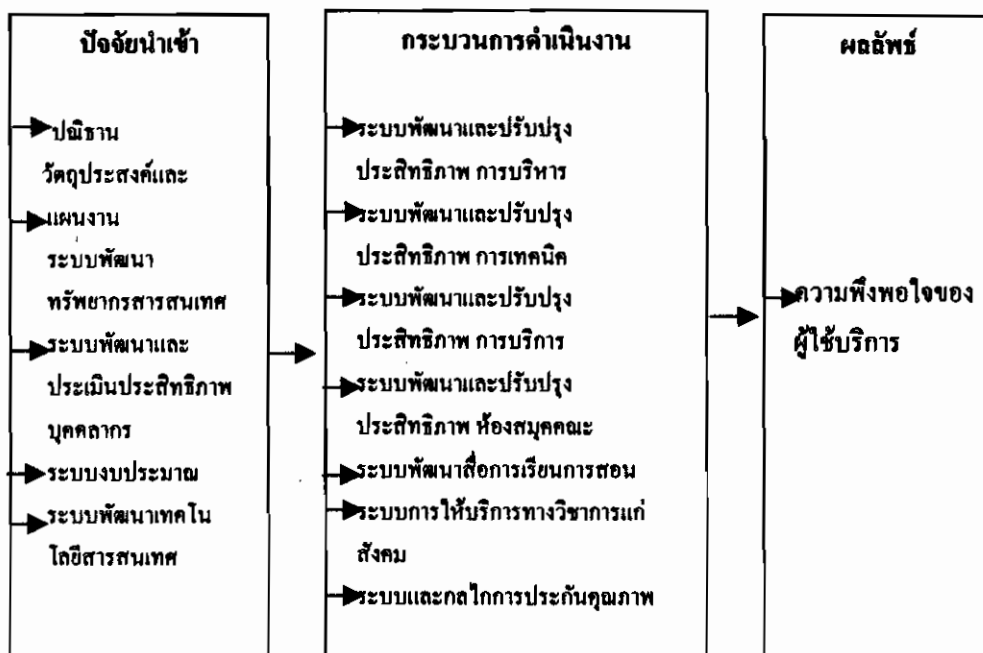 ปัจจัยนำเข้า
ปณิธาน
วัตถุประสงค์และ
แผนงาน
ระบบพัฒนา
ทรัพยากรสารสนเทศ
ระบบพัฒนาและ
ประเมินประสิทธิภาพ
บุคคลากร
ระบบงบประมาณ
ระบบพัฒนาเทคโน
โลยีสารสนเทศ
กระบวนการดำเนินงาน
ระบบพัฒนาและปรับปรุง
ประสิทธิภาพ การบริหาร
ระบบพัฒนาและปรับปรุง
ประสิทธิภาพ การเทคนิค
ระบบพัฒนาและปรับปรุง
ประสิทธิภาพ การบริการ
ระบบพัฒนาและปรับปรุง
ประสิทธิภาพ ห้องสมุดคณะ
ระบบพัฒนาสื่อการเรียนการสอน
ระบบการให้บริการทางวิชาการแก่
สังคม
ระบบและกลไกการประกันคุณภาพ
ผลลัพธ์
ความพึงพอใจของ
ผู้ใช้บริการ